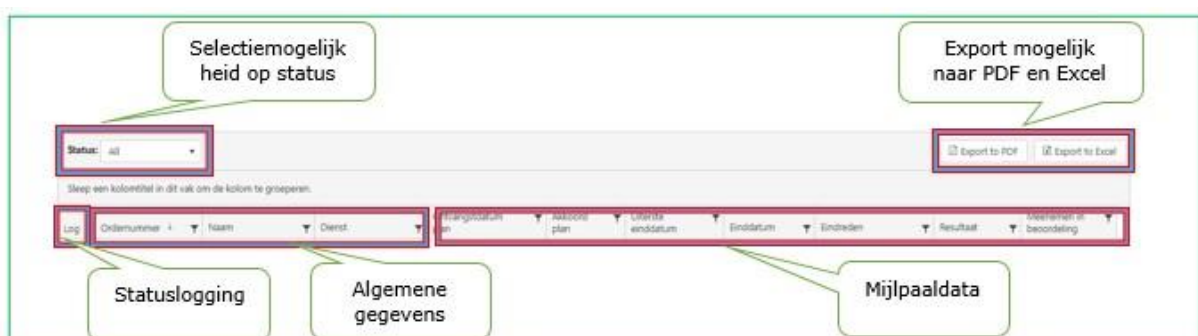 Selectiemogelijk
heid op status
Export mogelijk
naar PDF en Excel
Status: All
Export to PDF Export to Excel
Sleep een kolomtitel in dit vak om de kolom te groeperen.
Log Ordernummer Naam Dienst Ontvangstdatum plan Akkoord plan Uiterste einddatum Einddatum Eindreden Resultaat Meenemen in beoordeling
Statuslogging
Algemene
gegevens
Mijlpaaldata